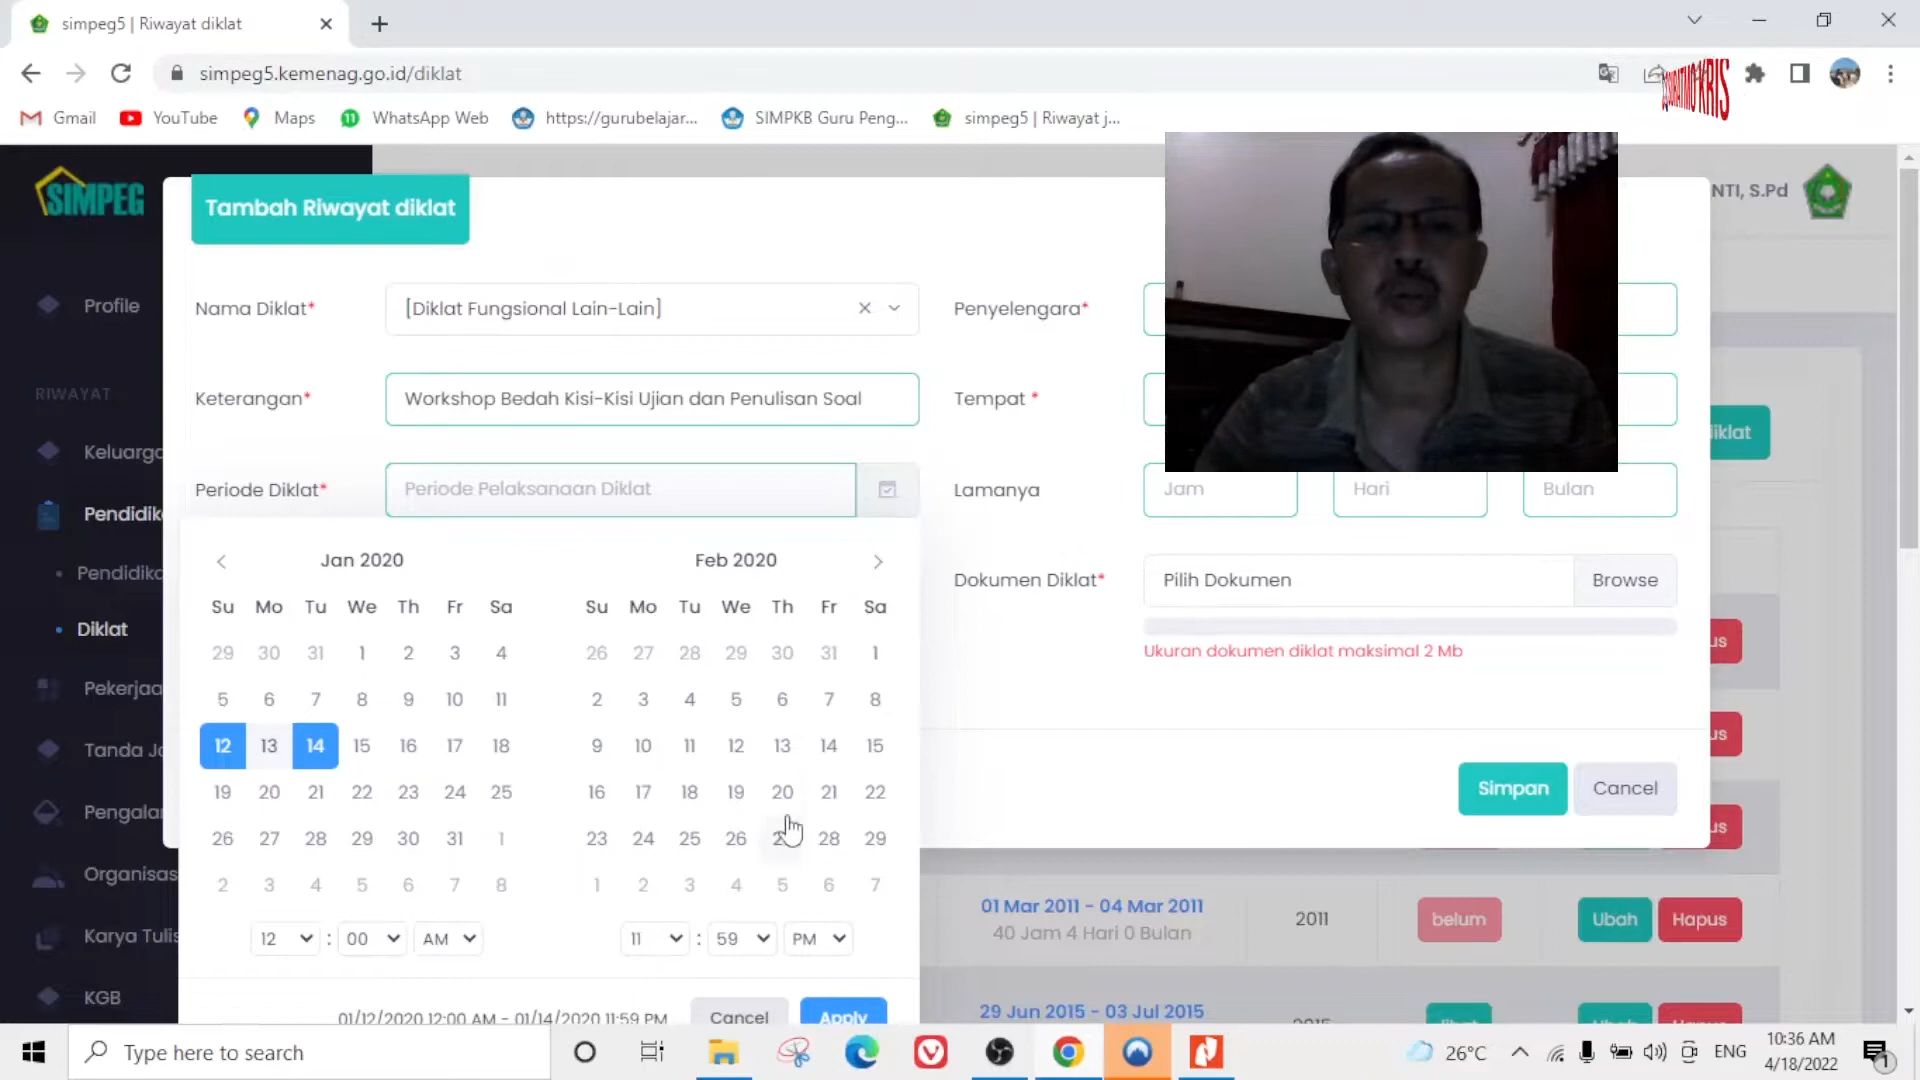 simpeg5 | Riwayat diklat
simpeg5.kemenag.go.id/diklat
Gmail YouTube Maps WhatsApp Web https://gurubelajar... SIMPKB Guru Peng... simpeg5 | Riwayat j...
SIMPEG
NTI, S.Pd
Tambah Riwayat diklat
Profile
Nama Diklat* [Diklat Fungsional Lain-Lain]
Penyelengara*
RIWAYAT
Keterangan* Workshop Bedah Kisi-Kisi Ujian dan Penulisan Soal
Tempat *
iklat
Keluarga
Periode Diklat* Periode Pelaksanaan Diklat
Lamanya Jam Hari Bulan
Pendidik
Jan 2020 Feb 2020
Pendidika
Dokumen Diklat* Pilih Dokumen Browse
Su Mo Tu We Th Fr Sa Su Mo Tu We Th Fr Sa
Diklat
Ukuran dokumen diklat maksimal 2 Mb
us
29 30 31 1 2 3 4 26 27 28 29 30 31 1
Pekerjaa
5 6 7 8 9 10 11 2 3 4 5 6 7 8
Tanda Ja
12 13 14 15 16 17 18 9 10 11 12 13 14 15
us
19 20 21 22 23 24 25 16 17 18 19 20 21 22
Simpan Cancel
Pengalar
26 27 28 29 30 31 1 23 24 25 26 28 29
us
Organisas
2 3 4 5 6 7 8 1 2 3 4 5 6 7
01 Mar 2011 - 04 Mar 2011
40 Jam 4 Hari 0 Bulan
2011 belum Ubah Hapus
Karya Tulis
12 : 00 AM 11 : 59 PM
KGB
01/12/2020 12:00 AM - 01/14/2020 11:59 PM Cancel Apply
29 Jun 2015 - 03 Jul 2015
2015 lihat Ubah Hapus
Type here to search
26°C ENG
10:36 AM
4/18/2022
1